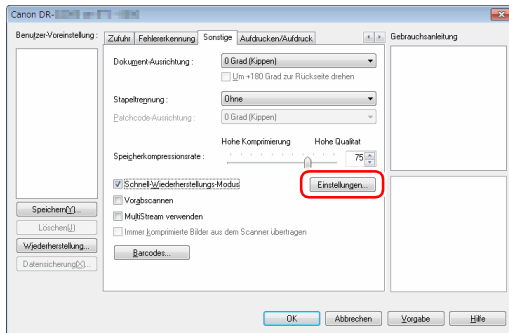 Canon DR-
Benutzer-Voreinstellung :
Speichern(Y)...
Löschen(J)
Wiederherstellung...
Datensicherung(X)...
Zufuhr Fehlererkennung Sonstige Aufdrucken/Aufdruck
Dokument-Ausrichtung : 0 Grad (Kippen)
Um +180 Grad zur Rückseite drehen
Stapeltrennung : Ohne
Patchcode-Ausrichtung : 0 Grad (Kippen)
Hohe Komprimierung Hohe Qualitat
Speicherkompressionsrate : 75
Schnell-Wiederherstellungs-Modus Einstellungen...
Vorabscannen
MultiStream verwenden
Immer komprimierte Bilder aus dem Scanner übertragen
Barcodes...
Gebrauchsanleitung
OK Abbrechen Vorgabe Hilfe